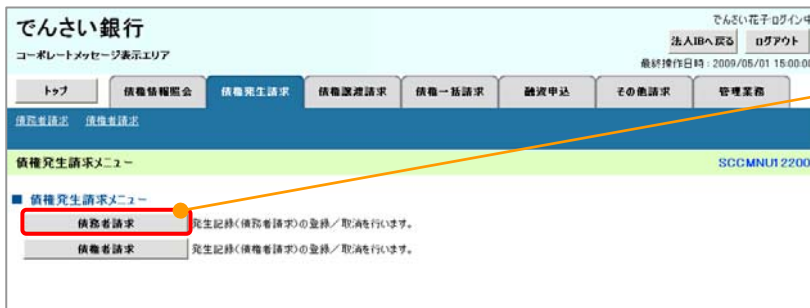 でんさい銀行
コーポレートメッセージ表示エリア
でんさい花子 ログイン中
法人IBへ戻る ログアウト
最終操作日時：2009/05/01 15:00:00
トップ 債権情報照会 債権発生請求 債権譲渡請求 債権一括請求 融資申込 その他請求 管理業務
債務者請求 債権者請求
債権発生請求メニュー SCCMNU12200
■ 債権発生請求メニュー
債務者請求 発生記録（債務者請求）の登録／取消を行います。
債権者請求 発生記録（債権者請求）の登録／取消を行います。